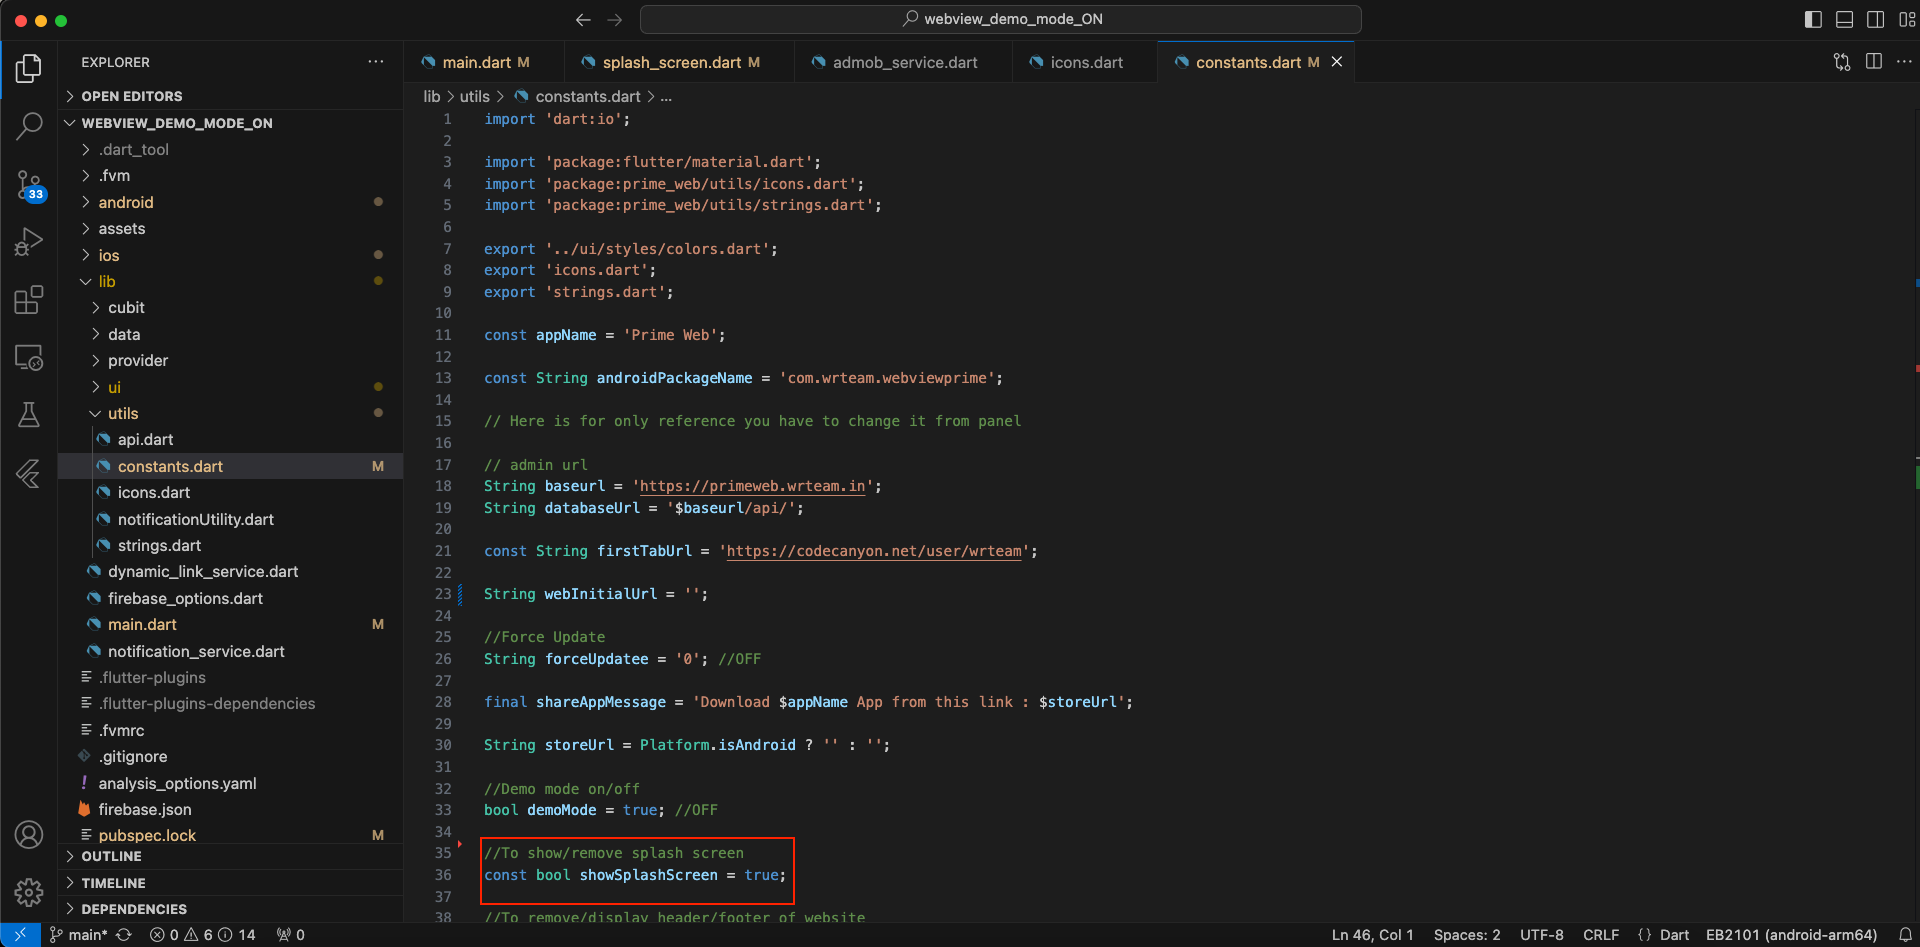 webview_demo_mode_ON
EXPLORER
OPEN EDITORS
WEBVIEW_DEMO_MODE_ON
.dart_tool
.fvm
android
assets
ios
lib
cubit
data
provider
ui
utils
api.dart
constants.dart M
icons.dart
notificationUtility.dart
strings.dart
dynamic_link_service.dart
firebase_options.dart
main.dart M
notification_service.dart
.flutter-plugins
.flutter-plugins-dependencies
.fvmrc
.gitignore
analysis_options.yaml
firebase.json
pubspec.lock M
OUTLINE
TIMELINE
DEPENDENCIES
33
main.dart M splash_screen.dart M admob_service.dart icons.dart constants.dart M
lib > utils > constants.dart > ...
1 import 'dart:io';
2
3 import 'package:flutter/material.dart';
4 import 'package:prime_web/utils/icons.dart';
5 import 'package:prime_web/utils/strings.dart';
6
7 export '../ui/styles/colors.dart';
8 export 'icons.dart';
9 export 'strings.dart';
10
11 const appName = 'Prime Web';
12
13 const String androidPackageName = 'com.wrteam.webviewprime';
14
15 // Here is for only reference you have to change it from panel
16
17 // admin url
18 String baseurl = 'https://primeweb.wrteam.in';
19 String databaseUrl = '$baseurl/api/';
20
21 const String firstTabUrl = 'https://codecanyon.net/user/wrteam';
22
23 String webInitialUrl = '';
24
25 //Force Update
26 String forceUpdatee = '0'; //OFF
27
28 final shareAppMessage = 'Download $appName App from this link : $storeUrl';
29
30 String storeUrl = Platform.isAndroid ? '' : '';
31
32 //Demo mode on/off
33 bool demoMode = true; //OFF
34
35 //To show/remove splash screen
36 const bool showSplashScreen = true;
37
38 //To remove/display header/footer of website
main* 0 6 14 0 Ln 46, Col 1 Spaces: 2 UTF-8 CRLF {} Dart EB2101 (android-arm64)